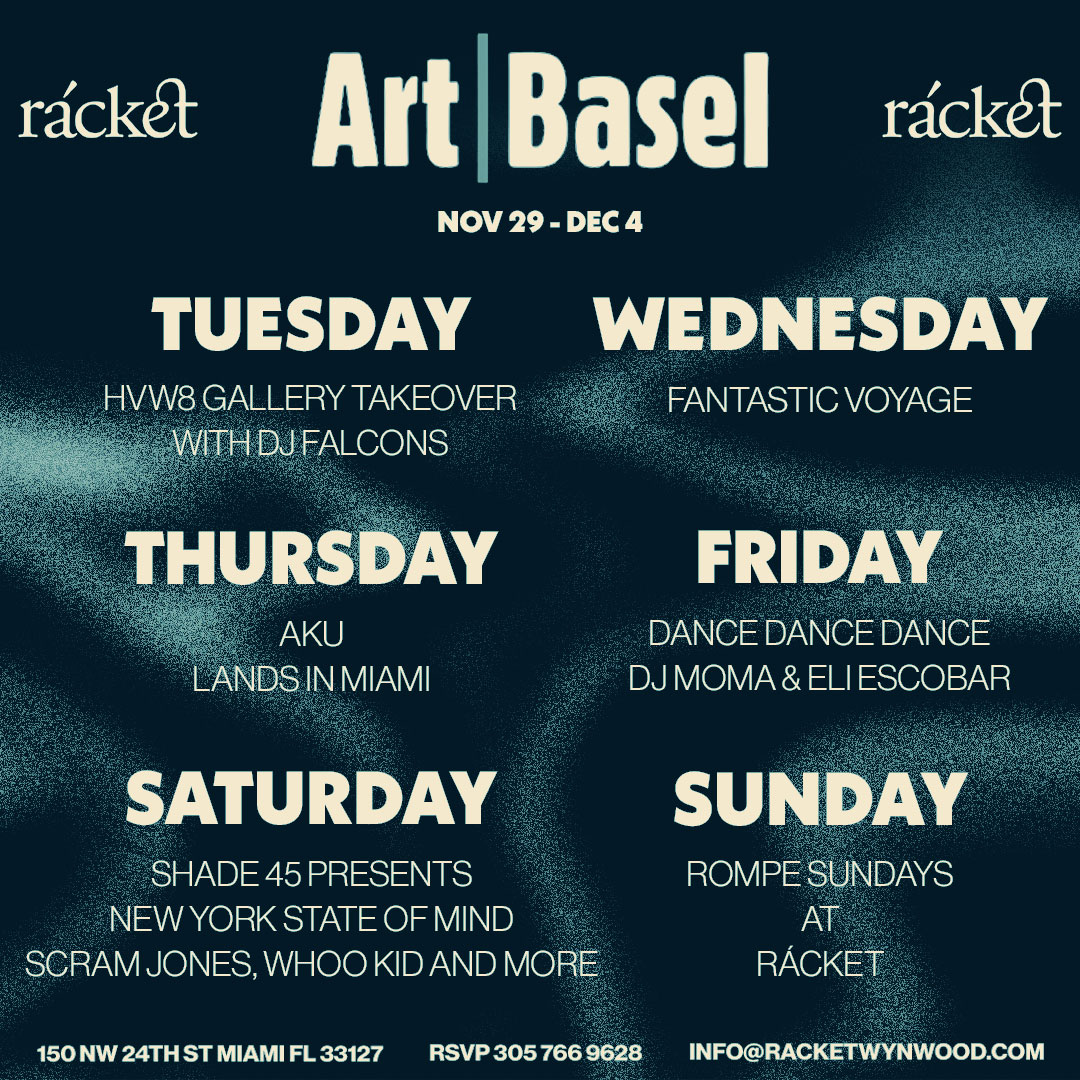 rácket
Art | Basel
rácket
NOV 29 - DEC 4
TUESDAY
HVW8 GALLERY TAKEOVER
WITH DJ FALCONS
WEDNESDAY
FANTASTIC VOYAGE
THURSDAY
AKU
LANDS IN MIAMI
FRIDAY
DANCE DANCE DANCE
DJ MOMA & ELI ESCOBAR
SATURDAY
SHADE 45 PRESENTS
NEW YORK STATE OF MIND
SCRAM JONES, WHOO KID AND MORE
SUNDAY
ROMPE SUNDAYS
AT
RÁCKET
150 NW 24TH ST MIAMI FL 33127
RSVP 305 766 9628
INFO@RACKETWYNWOOD.COM